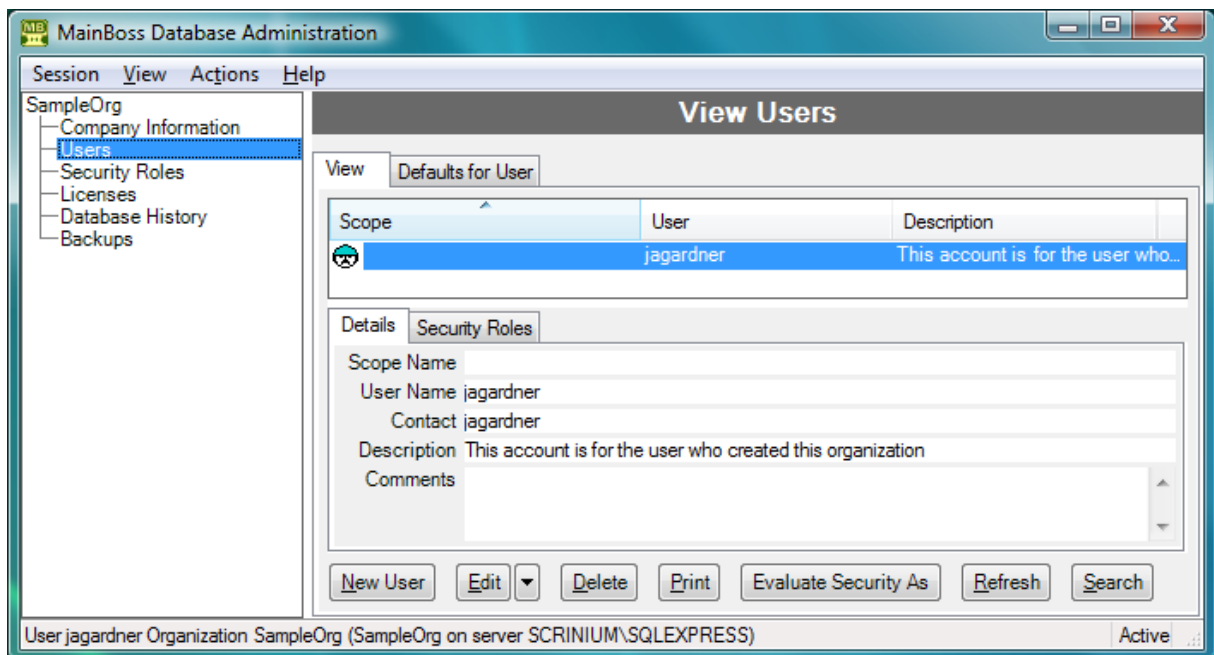 MB
MainBoss Database Administration
Session View Actions Help
SampleOrg
Company Information
Users
Security Roles
Licenses
Database History
Backups
View Users
View Defaults for User
Scope User Description
jagardner This account is for the user who...
Details Security Roles
Scope Name
User Name jagardner
Contact jagardner
Description This account is for the user who created this organization
Comments
New User Edit Delete Print Evaluate Security As Refresh Search
User jagardner Organization SampleOrg (SampleOrg on server SCRINIUM\SQLEXPRESS) Active